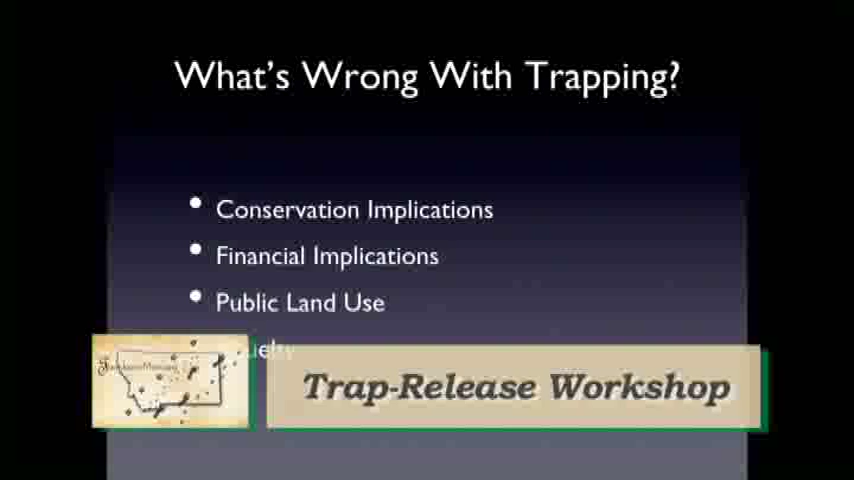 What's Wrong With Trapping?
• Conservation Implications
• Financial Implications
• Public Land Use
Trap-Release Workshop